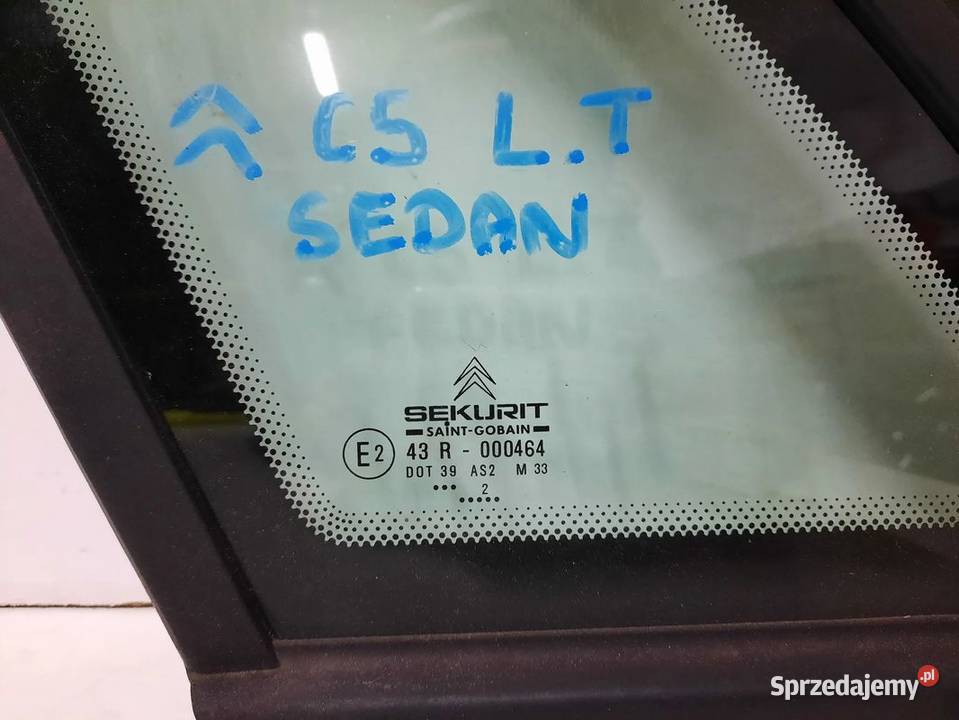 C5 L.T
SEDAN
SEKURIT
SAINT-GOBAIN
E2
43 R - 000464
DOT 39 AS2 M 33
2
Sprzedajemy.pl